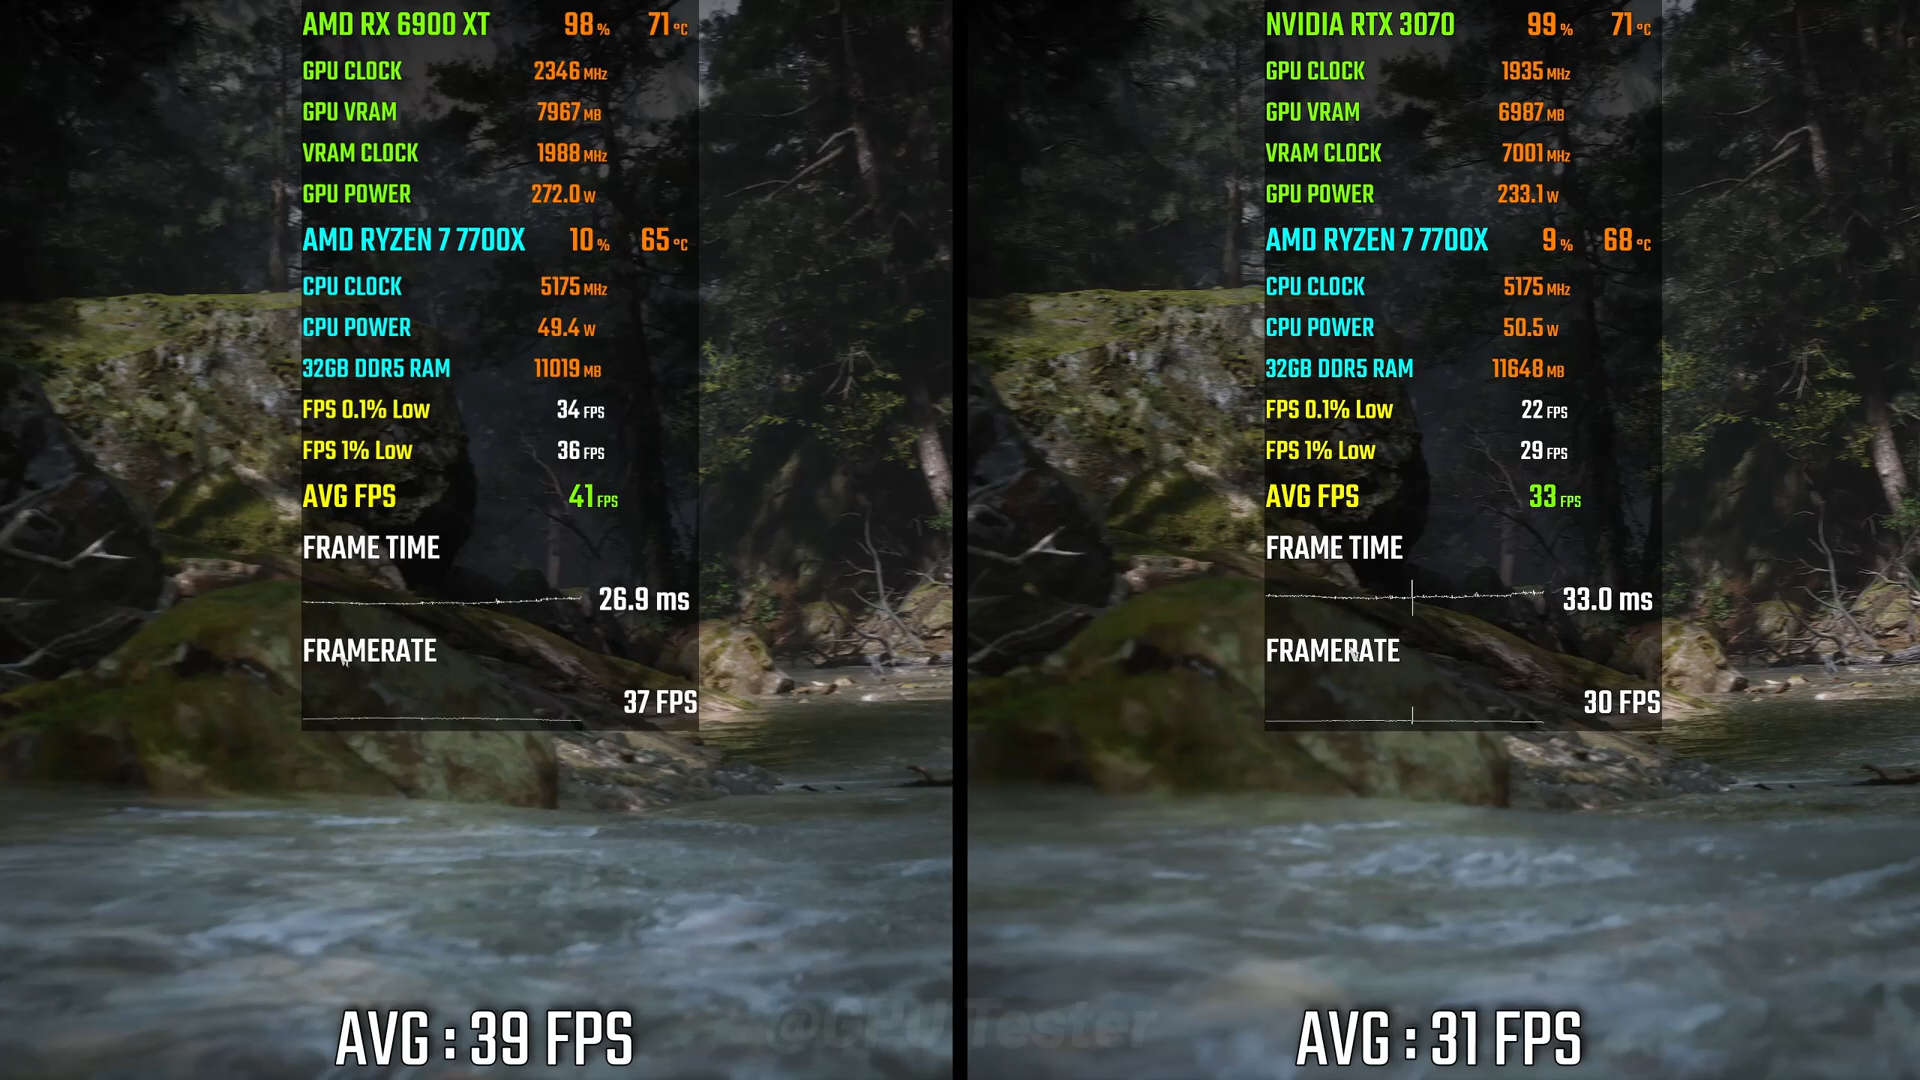 AMD RX 6900 XT 98 % 71 °C
GPU CLOCK 2346 MHz
GPU VRAM 7967 MB
VRAM CLOCK 1988 MHz
GPU POWER 272.0 W
AMD RYZEN 7 7700X 10 % 65 °C
CPU CLOCK 5175 MHz
CPU POWER 49.4 W
32GB DDR5 RAM 11019 MB
FPS 0.1% Low 34 FPS
FPS 1% Low 36 FPS
AVG FPS 41 FPS
FRAME TIME
26.9 ms
FRAMERATE
37 FPS
AVG : 39 FPS
NVIDIA RTX 3070 99 % 71 °C
GPU CLOCK 1935 MHz
GPU VRAM 6987 MB
VRAM CLOCK 7001 MHz
GPU POWER 233.1 W
AMD RYZEN 7 7700X 9 % 68 °C
CPU CLOCK 5175 MHz
CPU POWER 50.5 W
32GB DDR5 RAM 11648 MB
FPS 0.1% Low 22 FPS
FPS 1% Low 29 FPS
AVG FPS 33 FPS
FRAME TIME
33.0 ms
FRAMERATE
30 FPS
AVG : 31 FPS
@GPU Tester